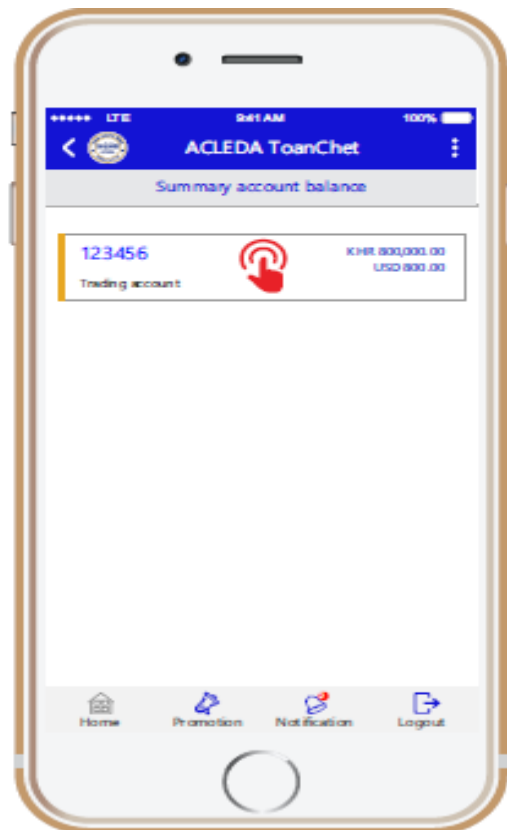 LTE 9:41 AM 100%
ACLEDA ToanChet
Summary account balance
123456 KHR 800,000.00
USD 800.00
Trading account
Home Promotion Notification Logout